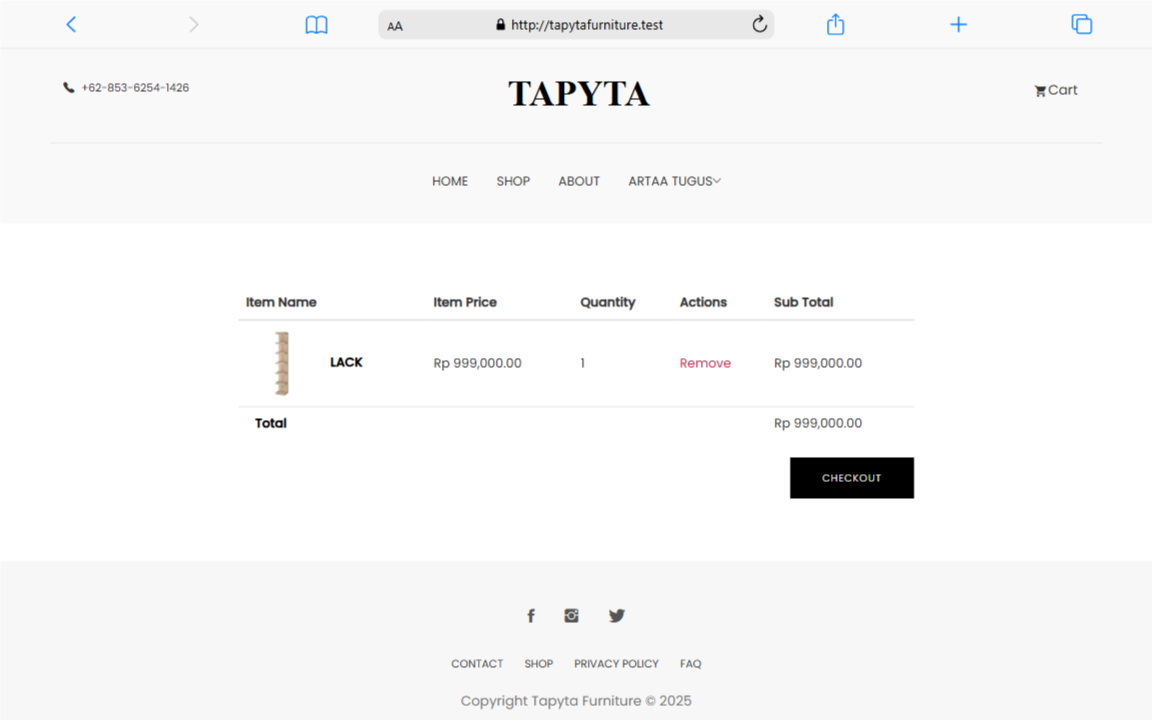 AA http://tapytafurniture.test
+62-853-6254-1426
TAPYTA
Cart
HOME SHOP ABOUT ARTAA TUGUS
Item Name Item Price Quantity Actions Sub Total
LACK Rp 999,000.00 1 Remove Rp 999,000.00
Total Rp 999,000.00
CHECKOUT
CONTACT SHOP PRIVACY POLICY FAQ
Copyright Tapyta Furniture © 2025